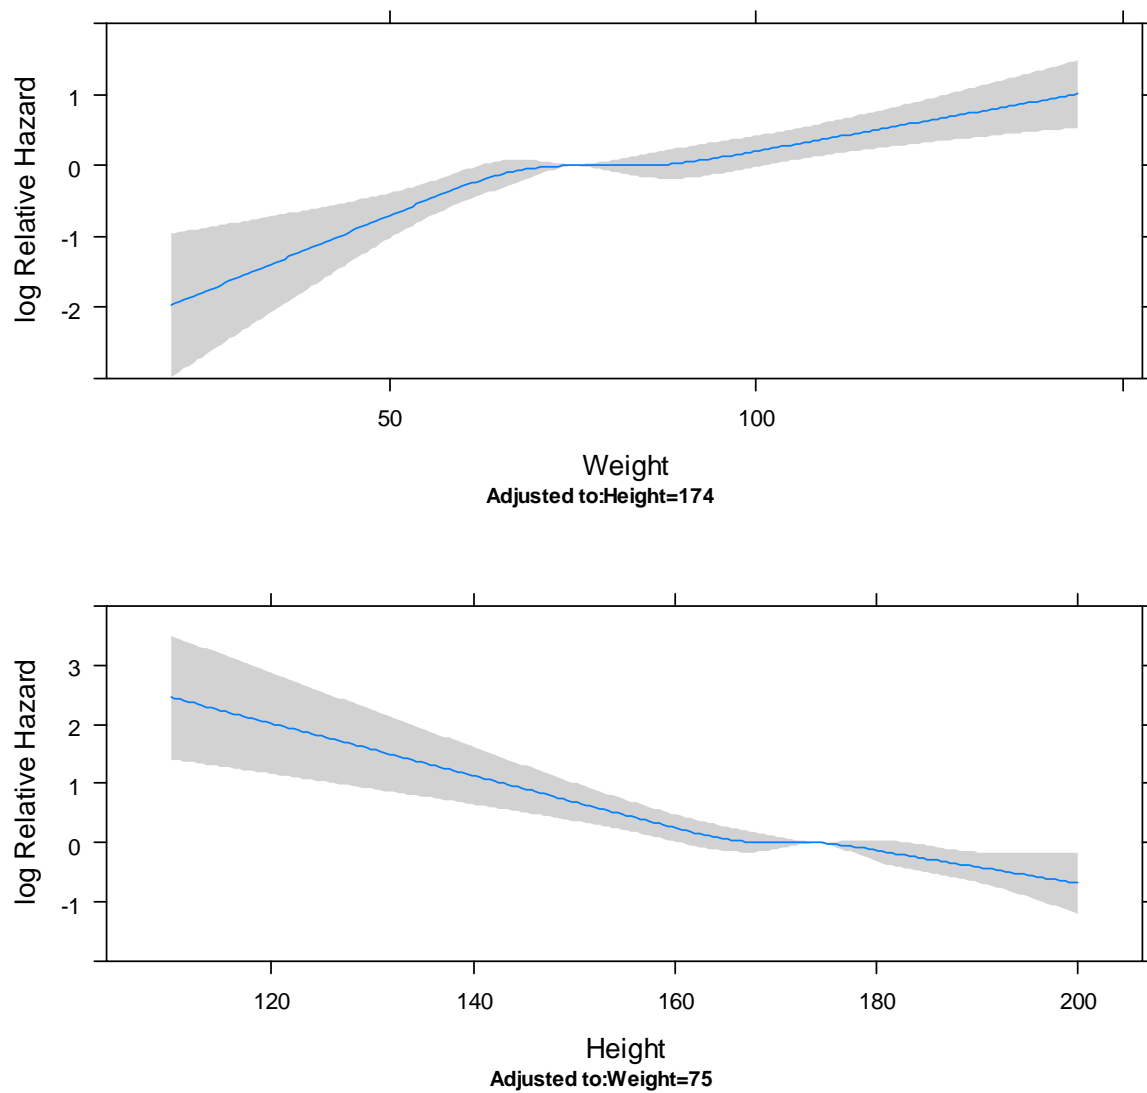 log Relative Hazard
1
0
-1
-2
50
100
Weight
Adjusted to:Height=174
log Relative Hazard
3
2
1
0
-1
120
140
160
180
200
Height
Adjusted to:Weight=75